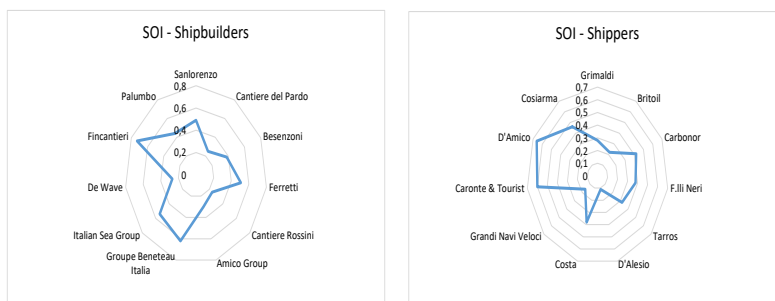 SOI - Shipbuilders
Sanlorenzo
Cantiere del Pardo
Besenzoni
Ferretti
Cantiere Rossini
Amico Group
Groupe Beneteau
Italia
Italian Sea Group
De Wave
Fincantieri
Palumbo
0,8
0,6
0,4
0,2
0
SOI - Shippers
Grimaldi
Britoil
Carbonor
F.lli Neri
Tarros
D'Alesio
Costa
Grandi Navi Veloci
Caronte & Tourist
D'Amico
Cosiarma
0,7
0,6
0,5
0,4
0,3
0,2
0,1
0